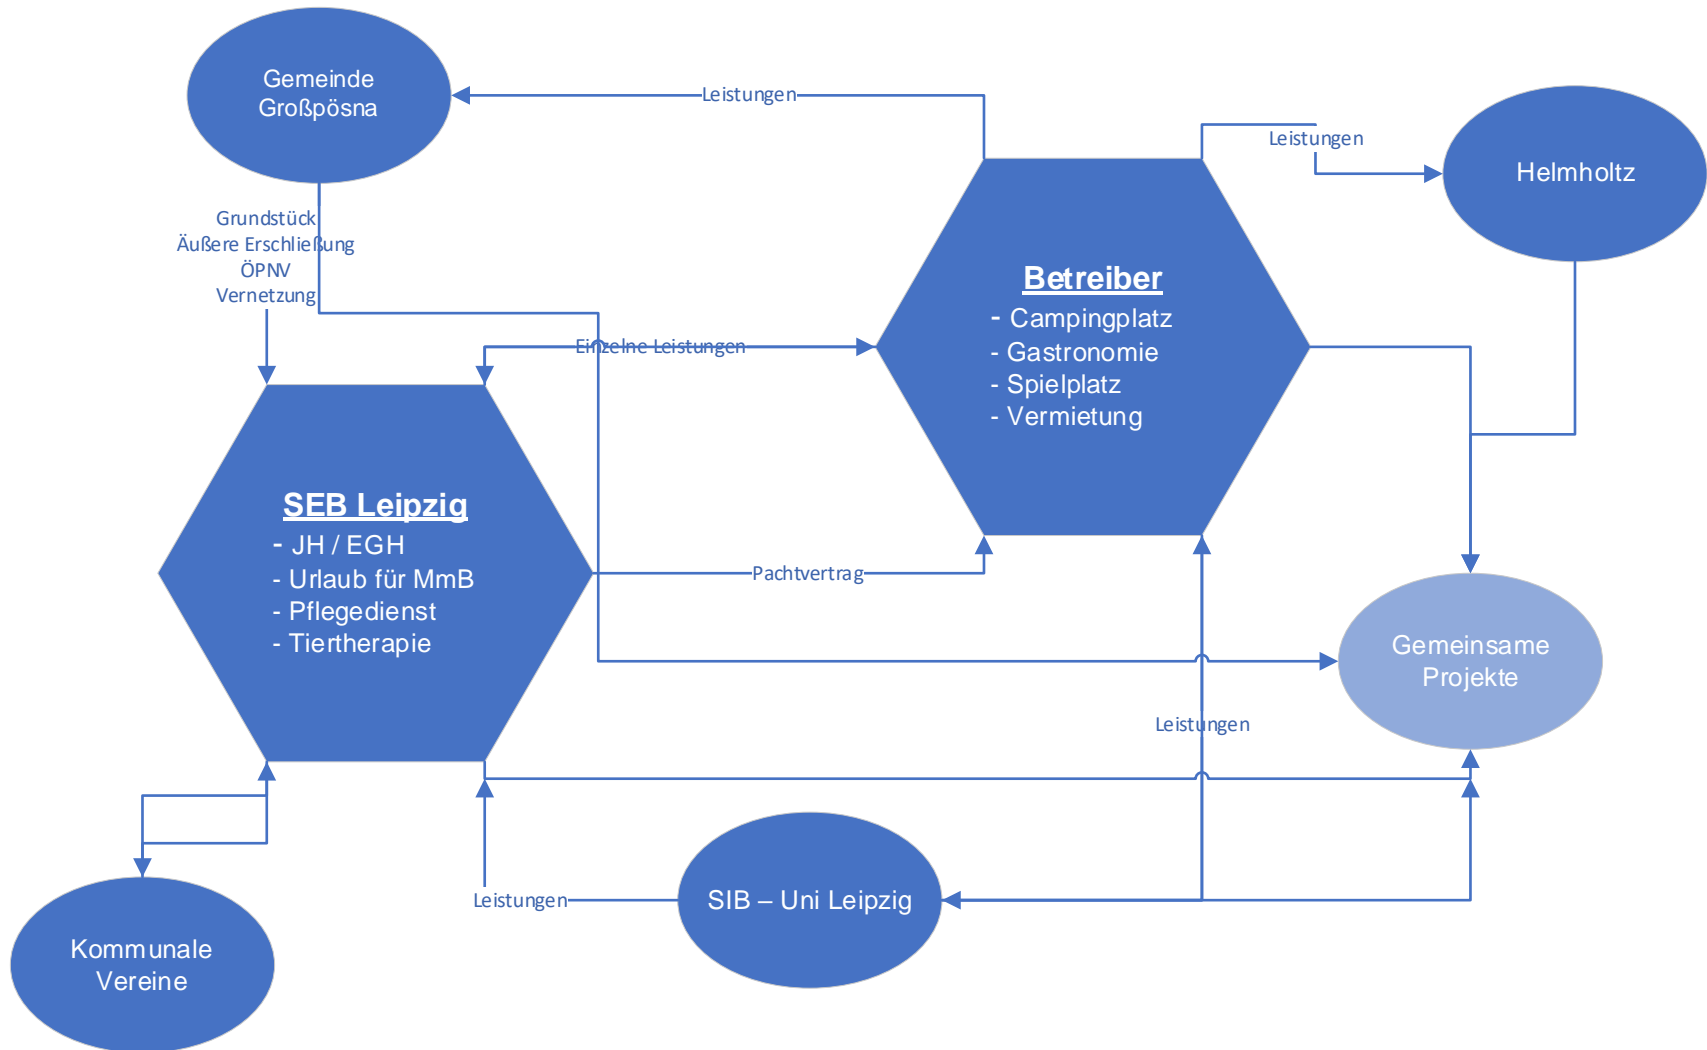 Gemeinde
Großpösna
Leistungen
Leistungen
Helmholtz
Grundstück
Äußere Erschließung
ÖPNV
Vernetzung
Betreiber
- Campingplatz
- Gastronomie
- Spielplatz
- Vermietung
Einzelne Leistungen
SEB Leipzig
- JH / EGH
- Urlaub für MmB
- Pflegedienst
- Tiertherapie
Pachtvertrag
Gemeinsame
Projekte
Leistungen
Leistungen
SIB – Uni Leipzig
Kommunale
Vereine